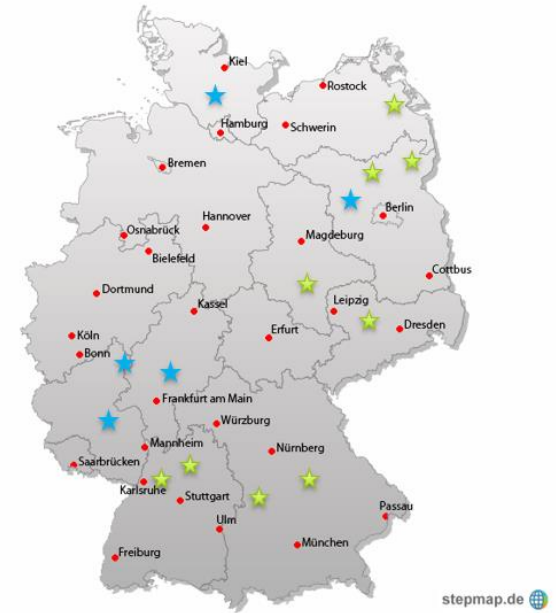 Kiel
Rostock
Hamburg
Schwerin
Bremen
Berlin
Hannover
Osnabrück
Magdeburg
Bielefeld
Cottbus
Dortmund
Kassel
Leipzig
Dresden
Erfurt
Köln
Bonn
Frankfurt am Main
Würzburg
Mannheim
Nürnberg
Saarbrücken
Karlsruhe
Stuttgart
Passau
Ulm
München
Freiburg
stepmap.de